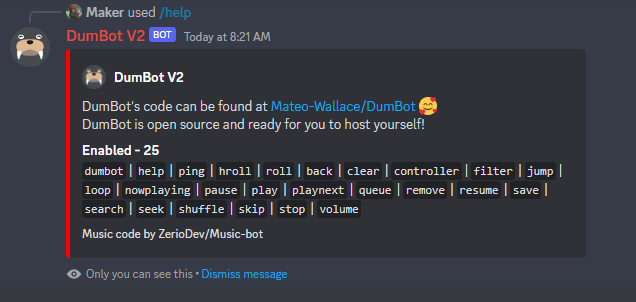 Maker used /help
DumBot V2 BOT Today at 8:21 AM
DumBot V2
DumBot's code can be found at Mateo-Wallace/DumBot 🥰
DumBot is open source and ready for you to host yourself!
Enabled - 25
dumbot | help | ping | hroll | roll | back | clear | controller | filter | jump |
loop | nowplaying | pause | play | playnext | queue | remove | resume | save |
search | seek | shuffle | skip | stop | volume
Music code by ZerioDev/Music-bot
Only you can see this • Dismiss message